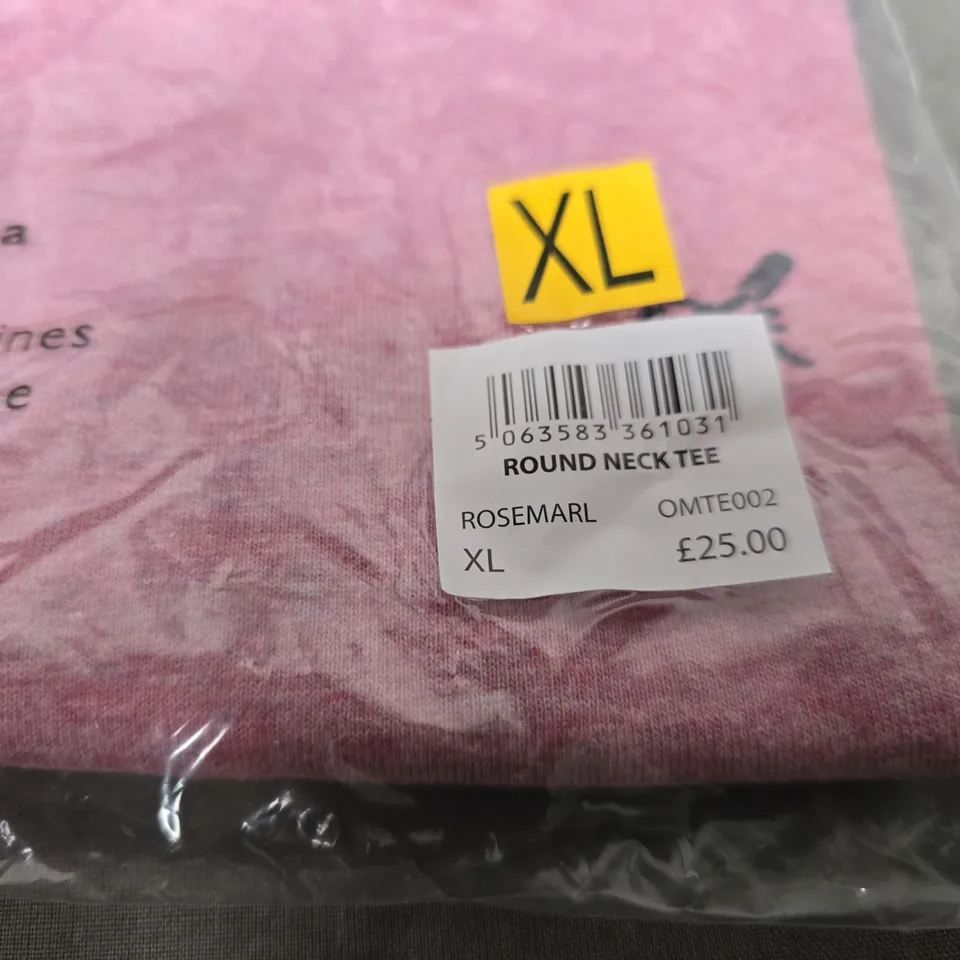 XL
a
ines
e
5 063583 361031
ROUND NECK TEE
ROSEMARL OMTE002
XL £25.00